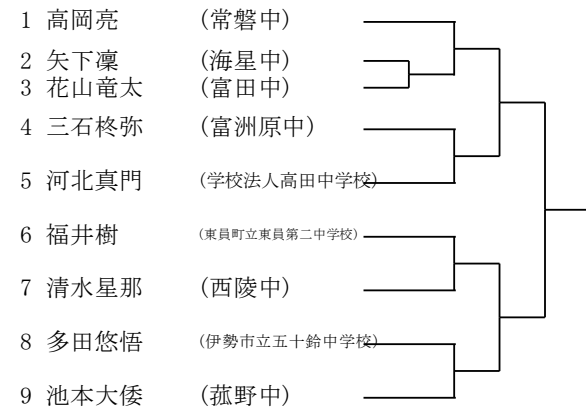 1 高岡亮 (常磐中)
2 矢下凜 (海星中)
3 花山竜太 (富田中)
4 三石柊弥 (富洲原中)
5 河北真門 (学校法人高田中学校)
6 福井樹 (東員町立東員第二中学校)
7 清水星那 (西陵中)
8 多田悠悟 (伊勢市立五十鈴中学校)
9 池本大倭 (菰野中)